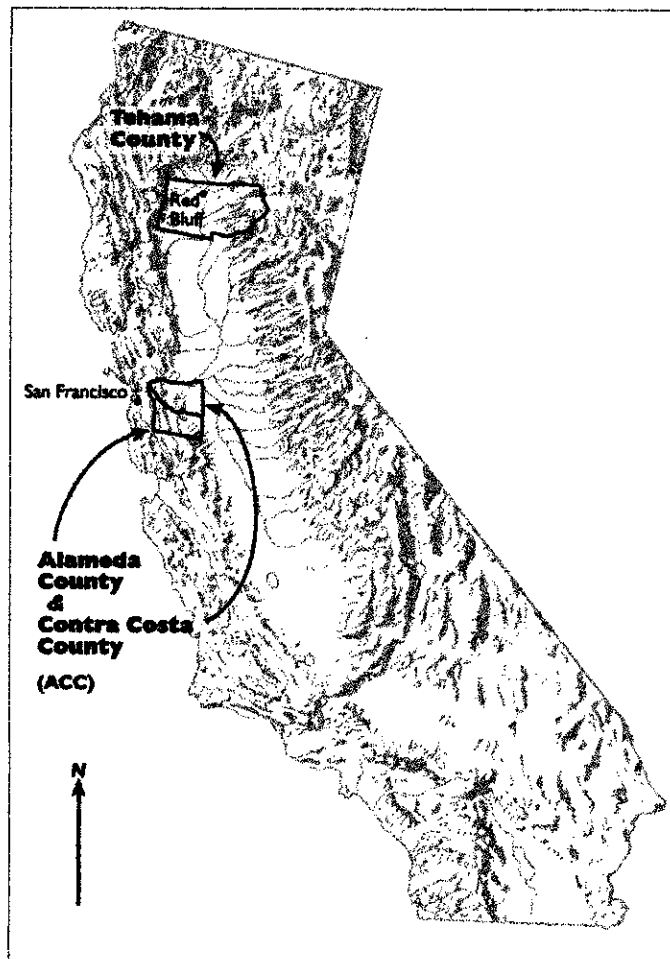 Tehama
County
Red
Bluff
San Francisco
Alameda
County
&
Contra Costa
County
(ACC)
N